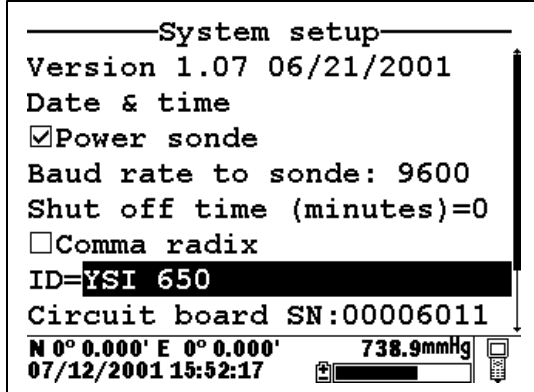 System setup
Version 1.07 06/21/2001
Date & time
☑Power sonde
Baud rate to sonde: 9600
Shut off time (minutes)=0
☐Comma radix
ID=YSI 650
Circuit board SN:00006011
N 0° 0.000' E 0° 0.000' 738.9mmHg
07/12/2001 15:52:17